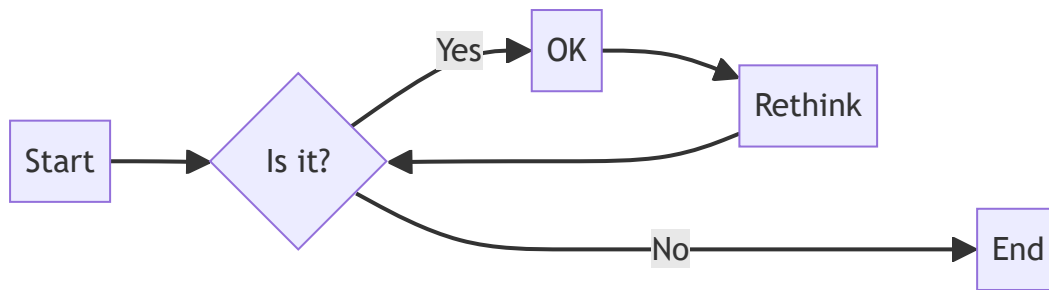 Start
Is it?
Yes
OK
Rethink
No
End